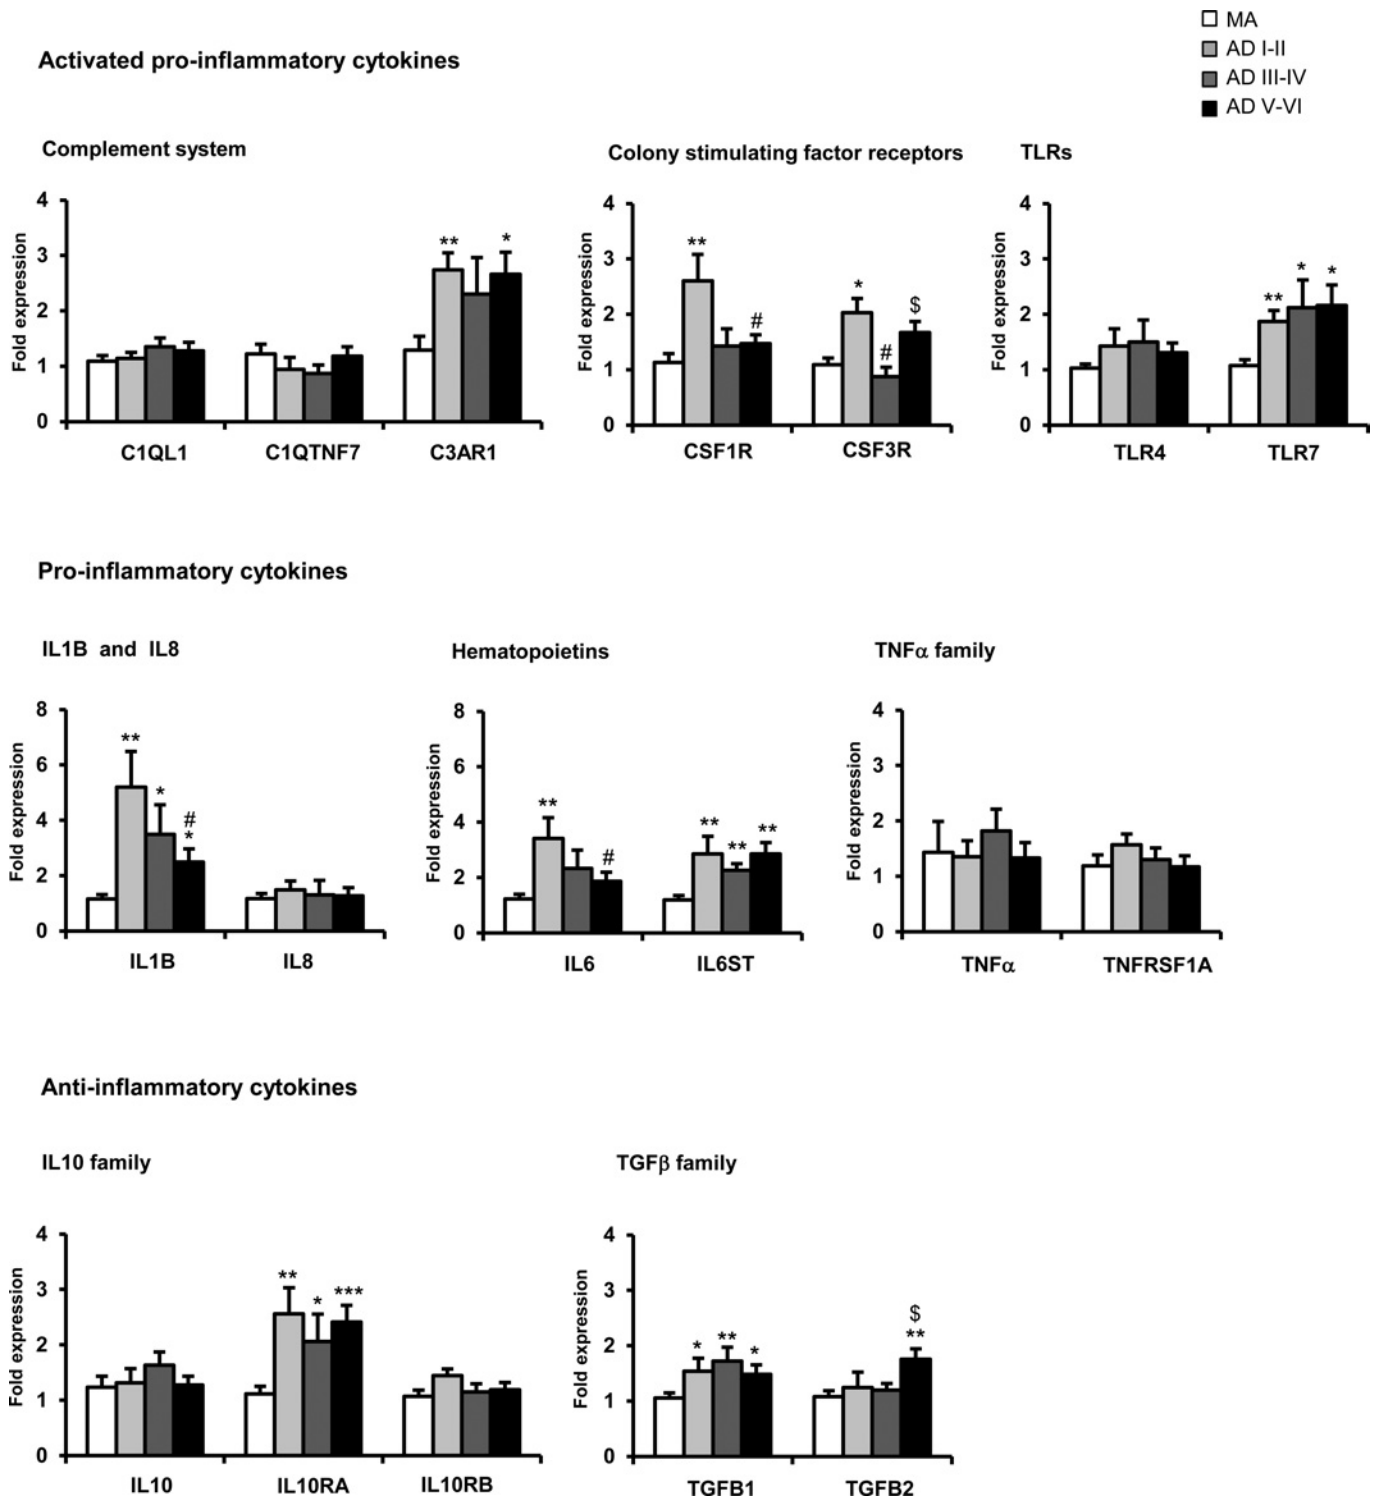 MA
AD I-II
AD III-IV
AD V-VI
Activated pro-inflammatory cytokines
Complement system
Fold expression
4
3
2
1
0
** *
C1QL1 C1QTNF7 C3AR1
Colony stimulating factor receptors
Fold expression
4
3
2
1
0
** # * # $
CSF1R CSF3R
TLRs
Fold expression
4
3
2
1
0
** * *
TLR4 TLR7
Pro-inflammatory cytokines
IL1B and IL8
Fold expression
8
6
4
2
0
** * #
*
IL1B IL8
Hematopoietins
Fold expression
8
6
4
2
0
** # ** ** **
IL6 IL6ST
TNFα family
Fold expression
4
3
2
1
0
TNFα TNFRSF1A
Anti-inflammatory cytokines
IL10 family
Fold expression
4
3
2
1
0
** * ***
IL10 IL10RA IL10RB
TGFβ family
Fold expression
4
3
2
1
0
* ** * $
**
TGFB1 TGFB2